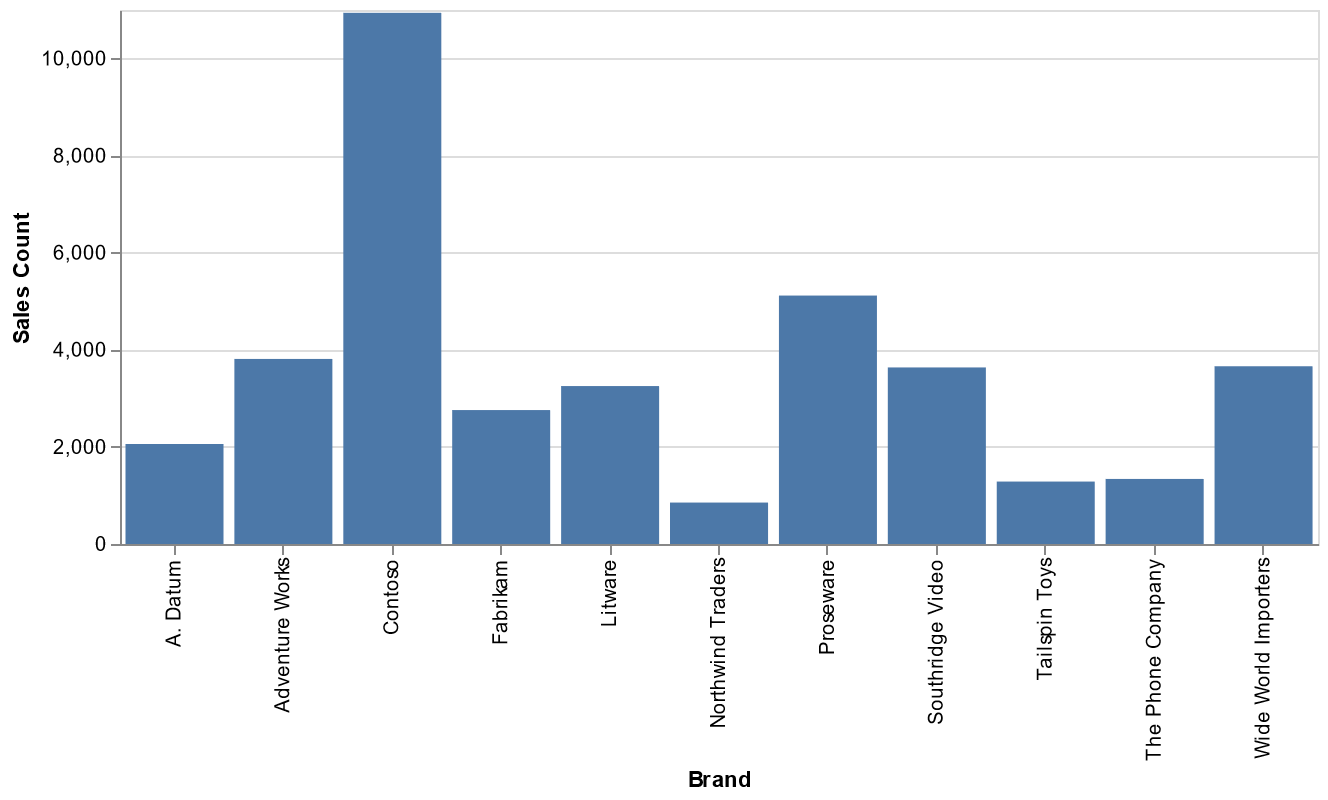 10,000
8,000
6,000
4,000
2,000
0
Sales Count
A. Datum
Adventure Works
Contoso
Fabrikam
Litware
Northwind Traders
Proseware
Southridge Video
Tailspin Toys
The Phone Company
Wide World Importers
Brand